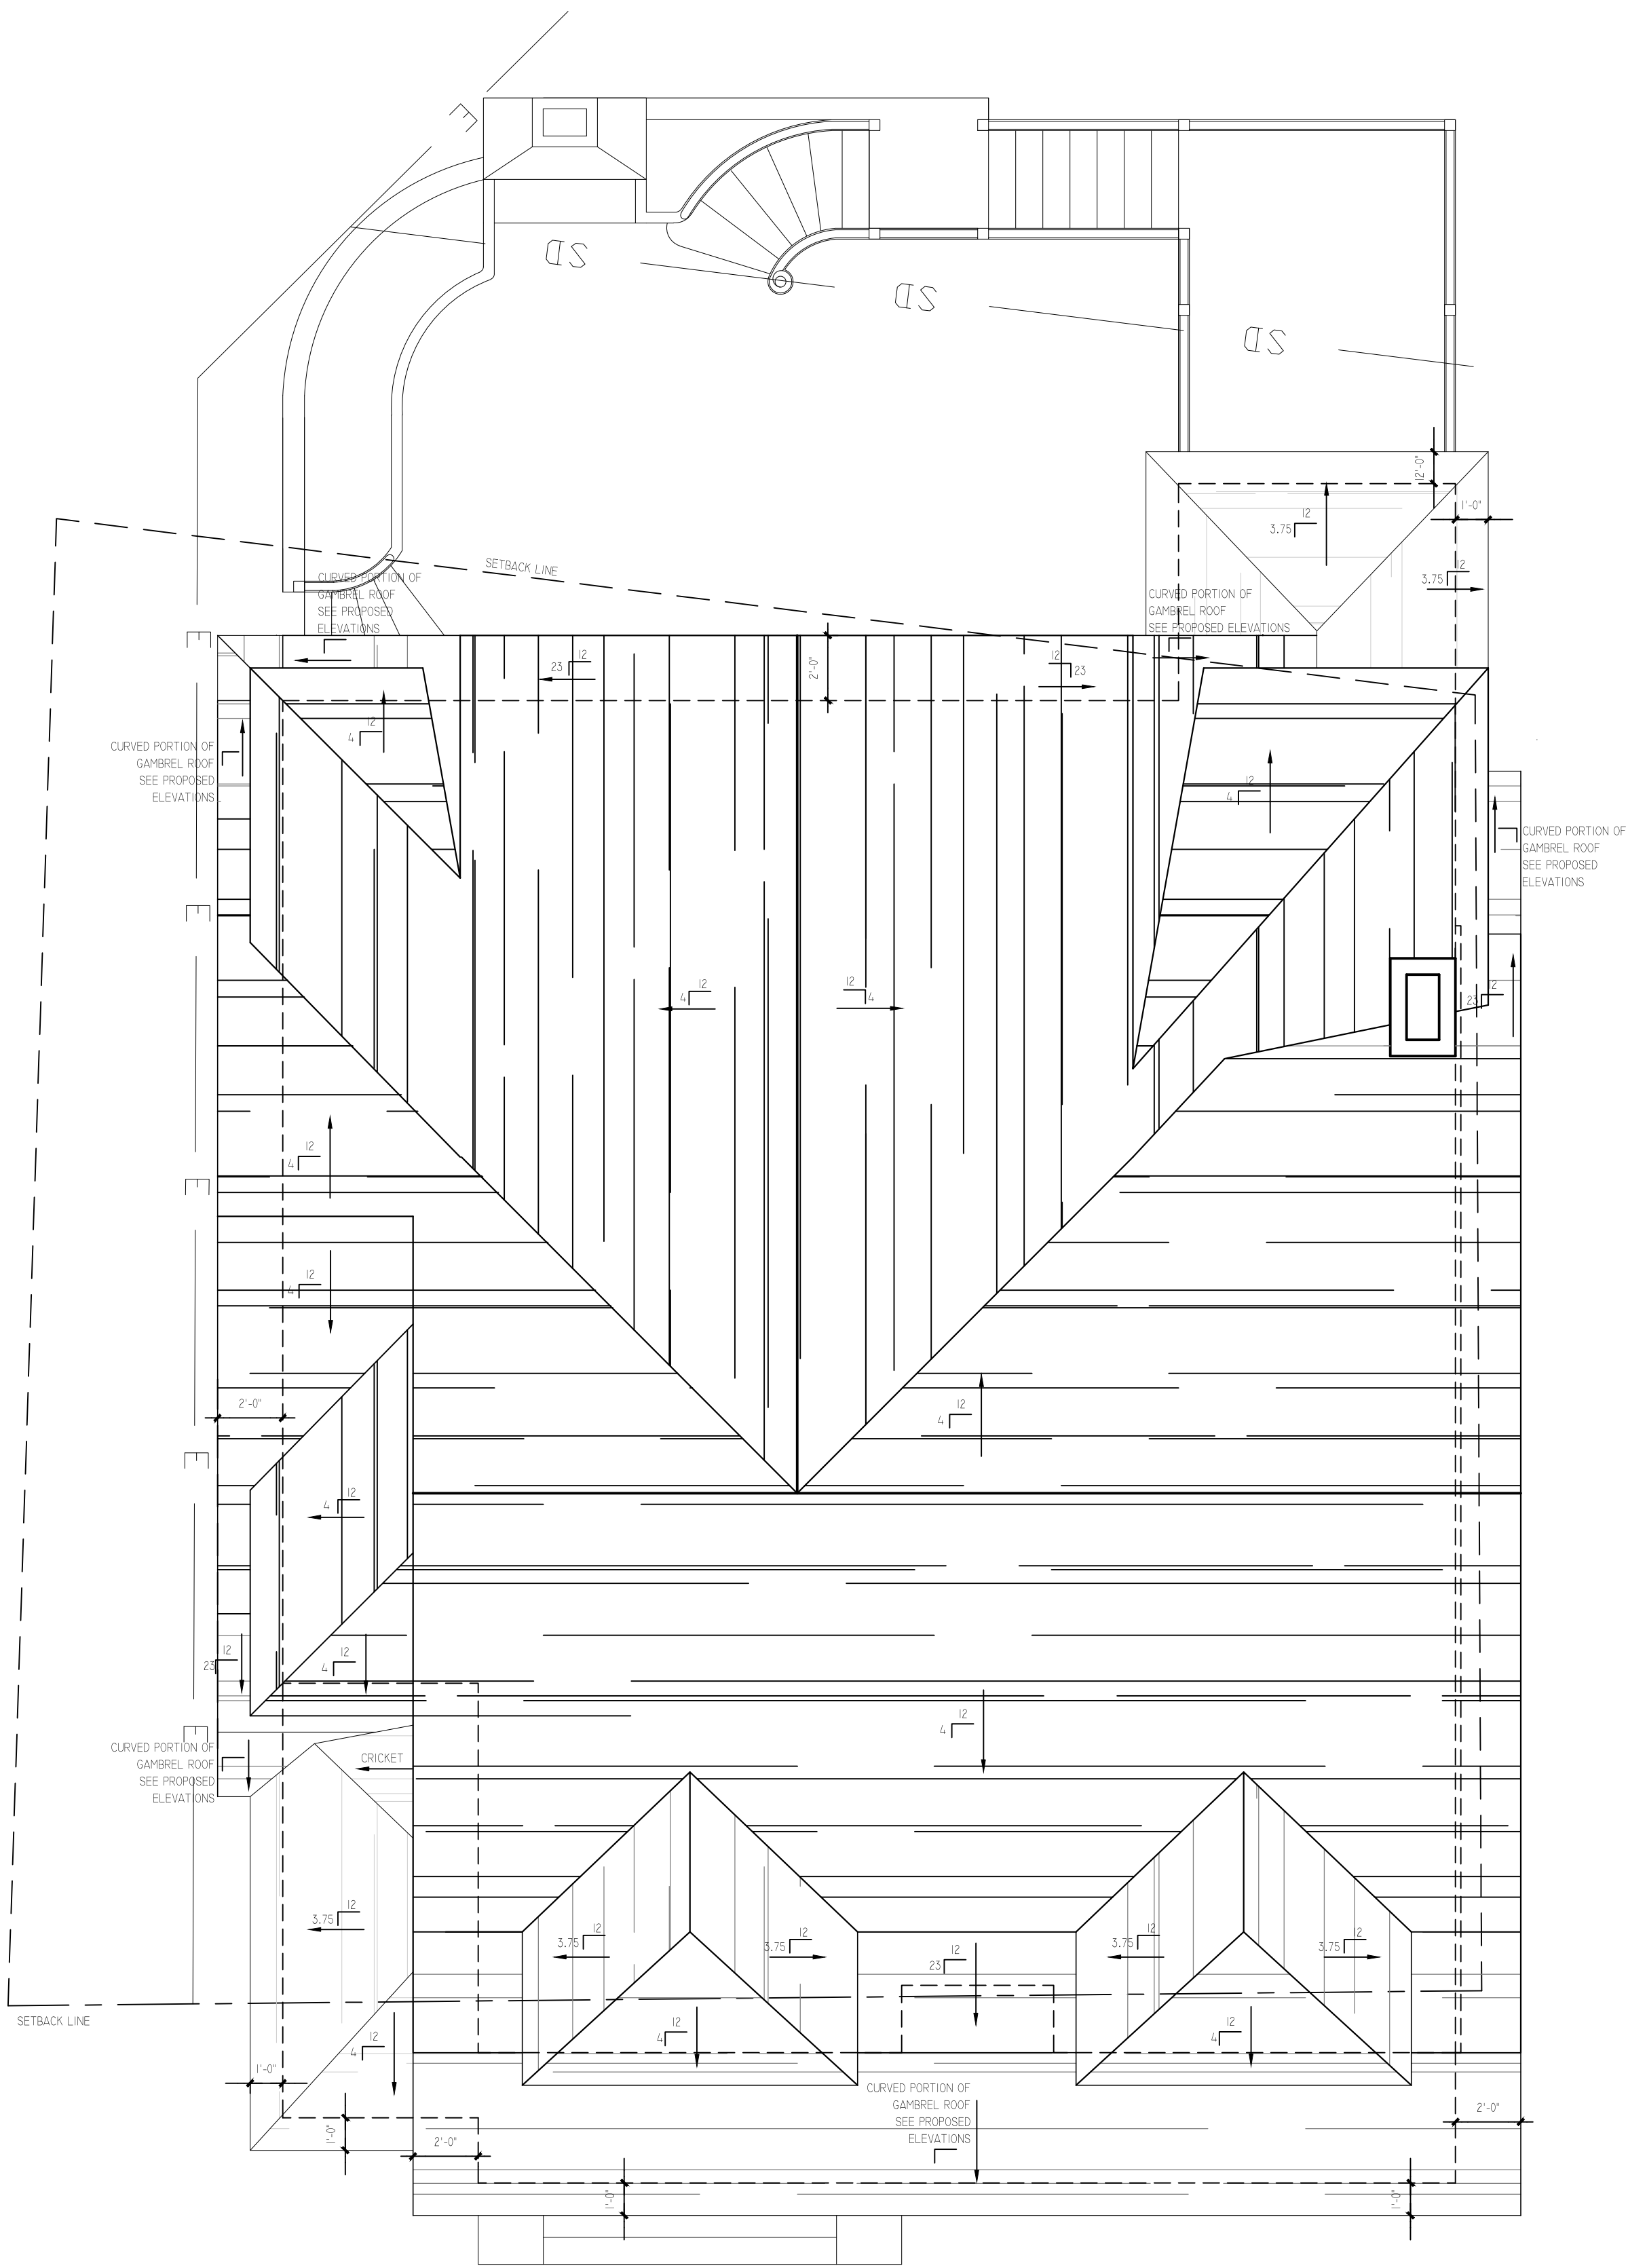 E
SD
SD
SD
12'-0"
1'-0"
12
3.75
12
3.75
SETBACK LINE
CURVED PORTION OF
GAMBREL ROOF
SEE PROPOSED
ELEVATIONS
CURVED PORTION OF
GAMBREL ROOF
SEE PROPOSED ELEVATIONS
E
12
23
2'-0"
12
23
12
4
CURVED PORTION OF
GAMBREL ROOF
SEE PROPOSED
ELEVATIONS
12
4
CURVED PORTION OF
GAMBREL ROOF
SEE PROPOSED
ELEVATIONS
E
12
4
12
4
12
23
12
4
E
12
4
2'-0"
12
4
E
12
4
12
23
12
4
12
4
E
CURVED PORTION OF
GAMBREL ROOF
SEE PROPOSED
ELEVATIONS
CRICKET
12
3.75
12
3.75
12
3.75
12
23
12
3.75
12
3.75
SETBACK LINE
12
4
12
4
12
4
1'-0"
CURVED PORTION OF
GAMBREL ROOF
SEE PROPOSED
ELEVATIONS
2'-0"
1'-0"
2'-0"
1'-0"
1'-0"